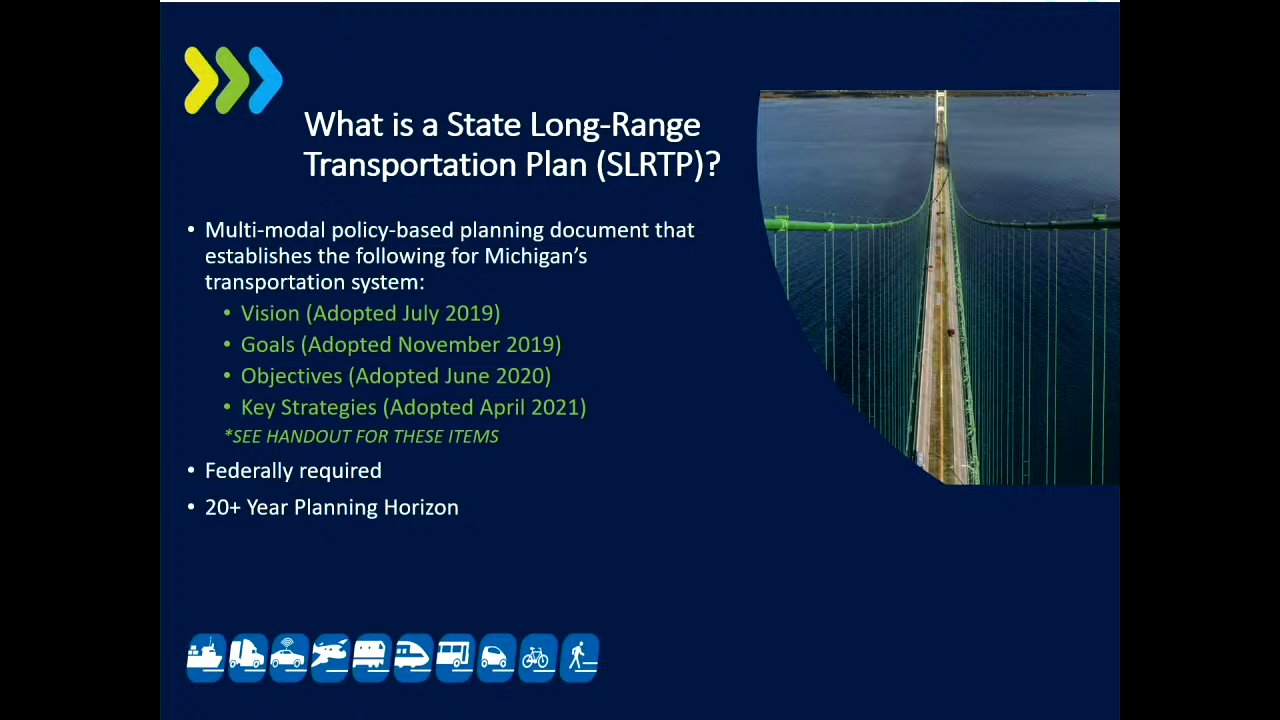 What is a State Long-Range
Transportation Plan (SLRTP)?
• Multi-modal policy-based planning document that
establishes the following for Michigan's
transportation system:
• Vision (Adopted July 2019)
• Goals (Adopted November 2019)
• Objectives (Adopted June 2020)
• Key Strategies (Adopted April 2021)
*SEE HANDOUT FOR THESE ITEMS
• Federally required
• 20+ Year Planning Horizon